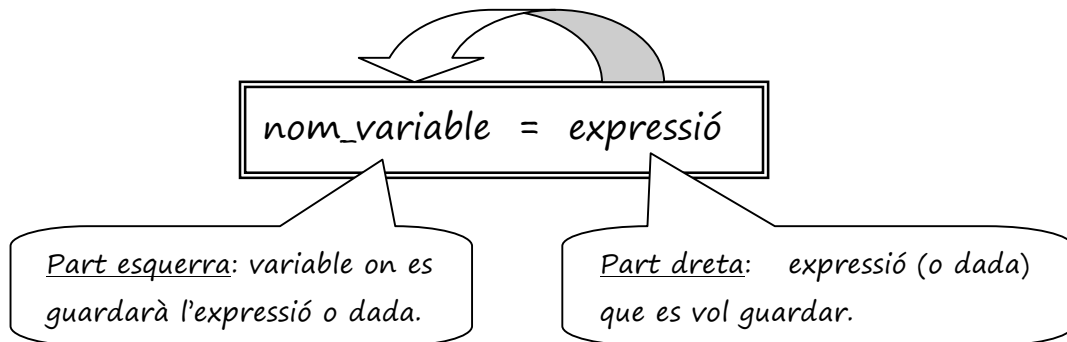 nom_variable = expressió
Part esquerra: variable on es
guardarà l'expressió o dada.
Part dreta: expressió (o dada)
que es vol guardar.